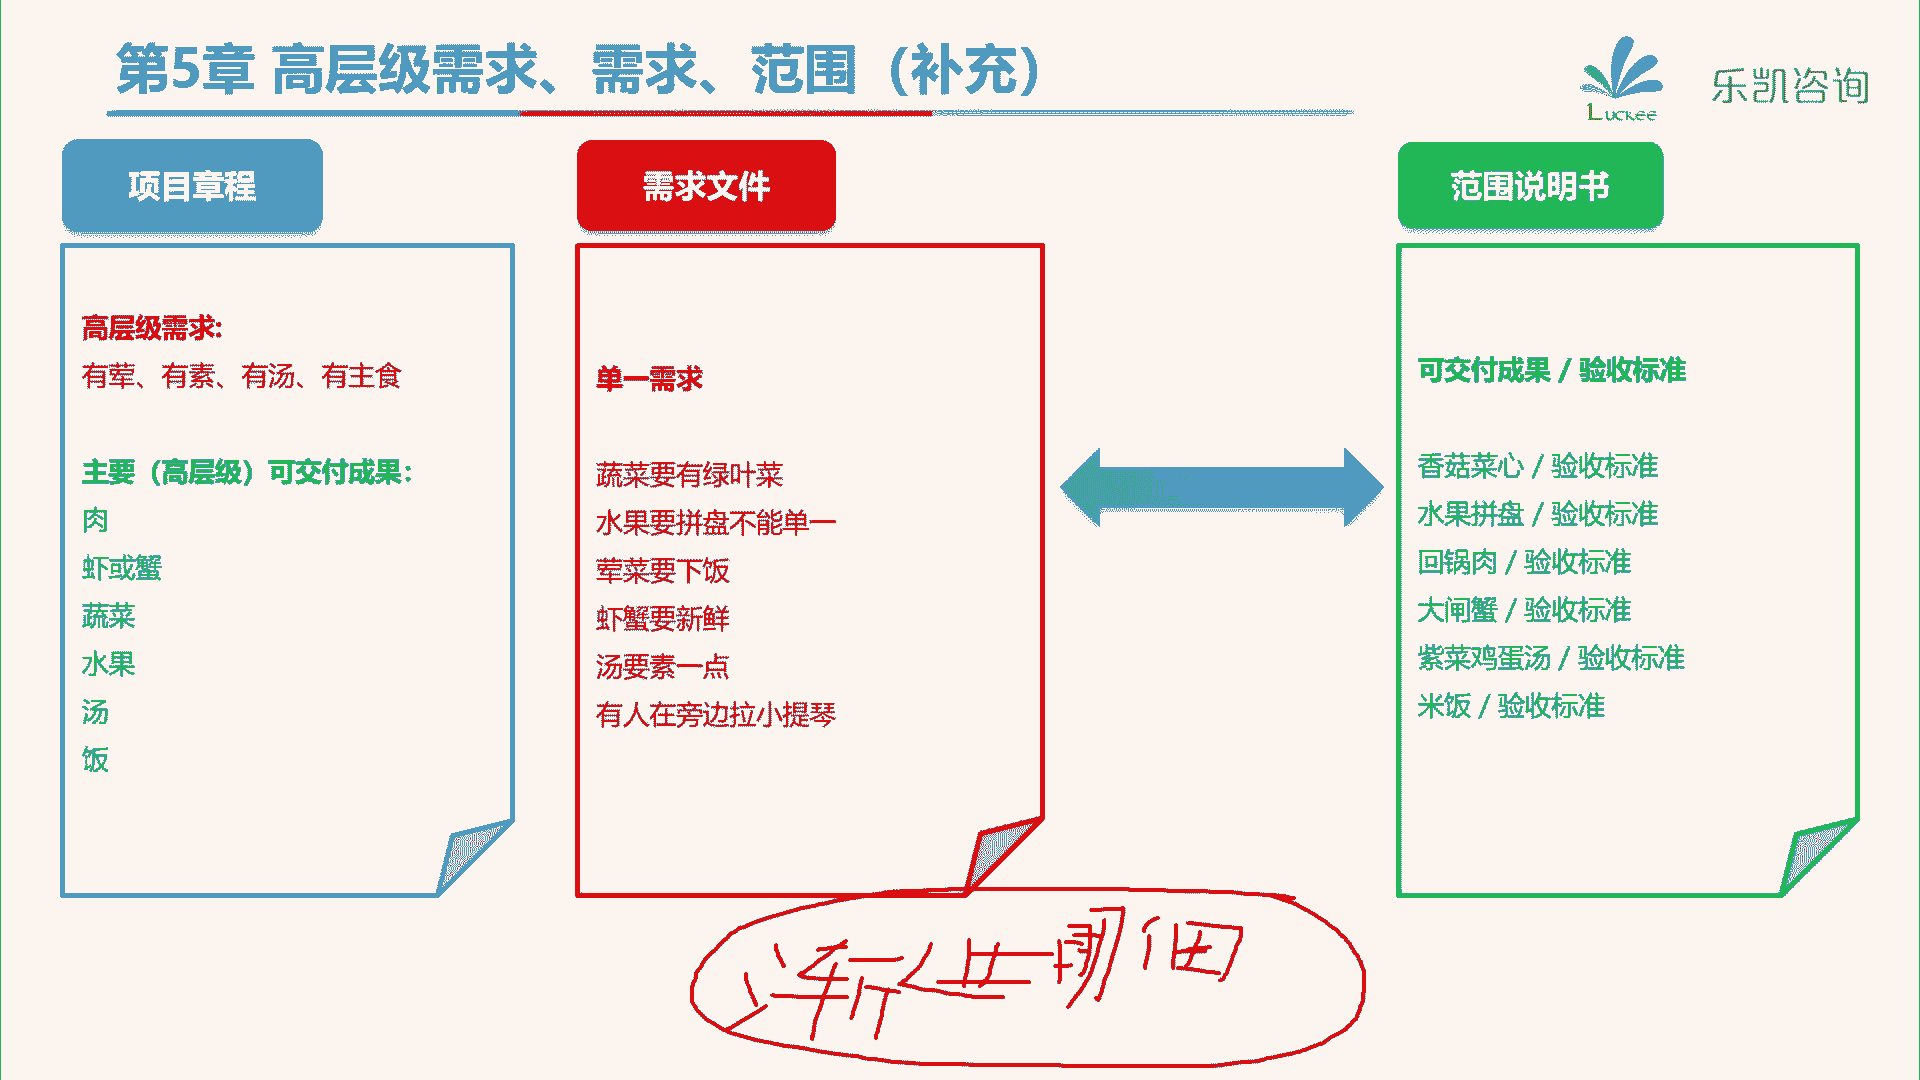 第5章 高层级需求、需求、范围（补充）
Luckee
乐凯咨询
项目章程
高层级需求:
有荤、有素、有汤、有主食
主要（高层级）可交付成果：
肉
虾或蟹
蔬菜
水果
汤
饭
需求文件
单一需求
蔬菜要有绿叶菜
水果要拼盘不能单一
荤菜要下饭
虾蟹要新鲜
汤要素一点
有人在旁边拉小提琴
范围说明书
可交付成果 / 验收标准
香菇菜心 / 验收标准
水果拼盘 / 验收标准
回锅肉 / 验收标准
大闸蟹 / 验收标准
紫菜鸡蛋汤 / 验收标准
米饭 / 验收标准